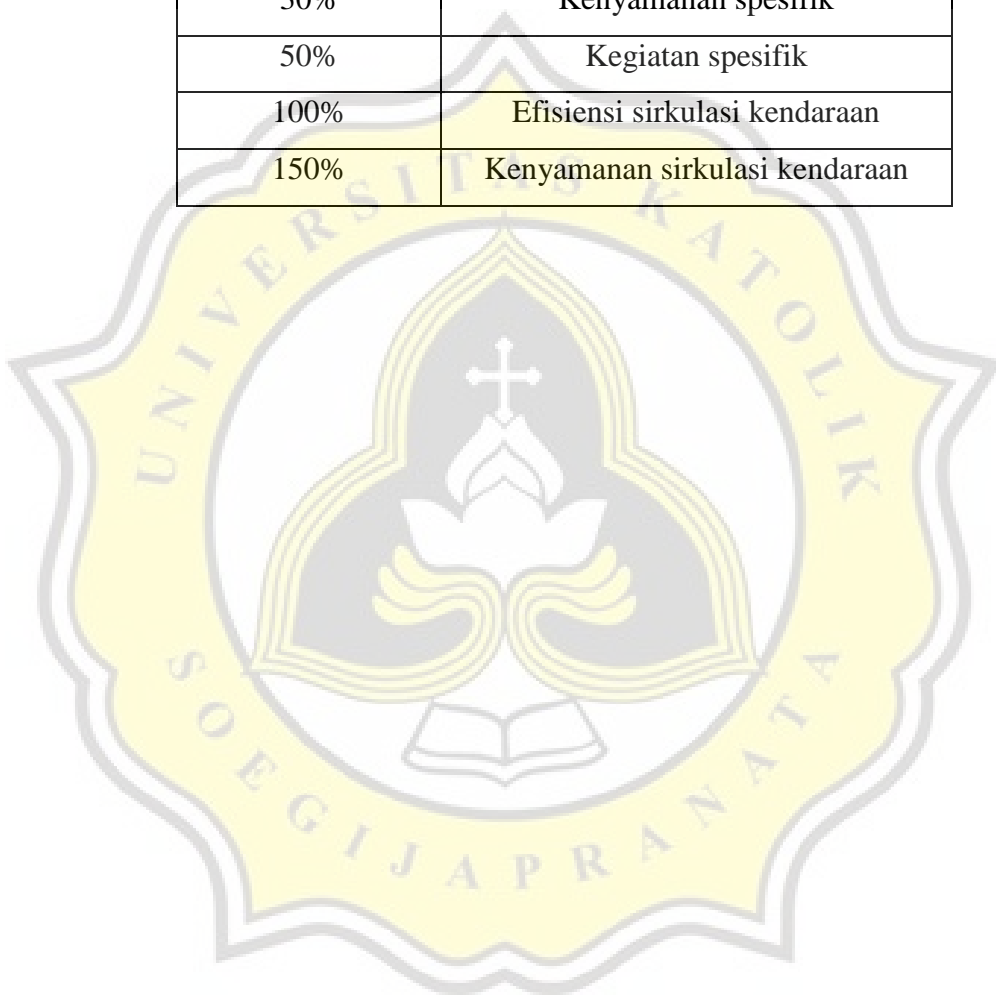 Kenyamanan spesifik
50% Kegiatan spesifik
100% Efisiensi sirkulasi kendaraan
150% Kenyamanan sirkulasi kendaraan
UNIVERSITAS KATOLIK
SOEGIJAPRANATA